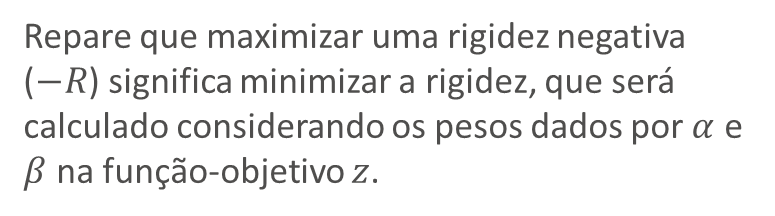 Repare que maximizar uma rigidez negativa
(−R) significa minimizar a rigidez, que será
calculado considerando os pesos dados por α e
β na função-objetivo z.